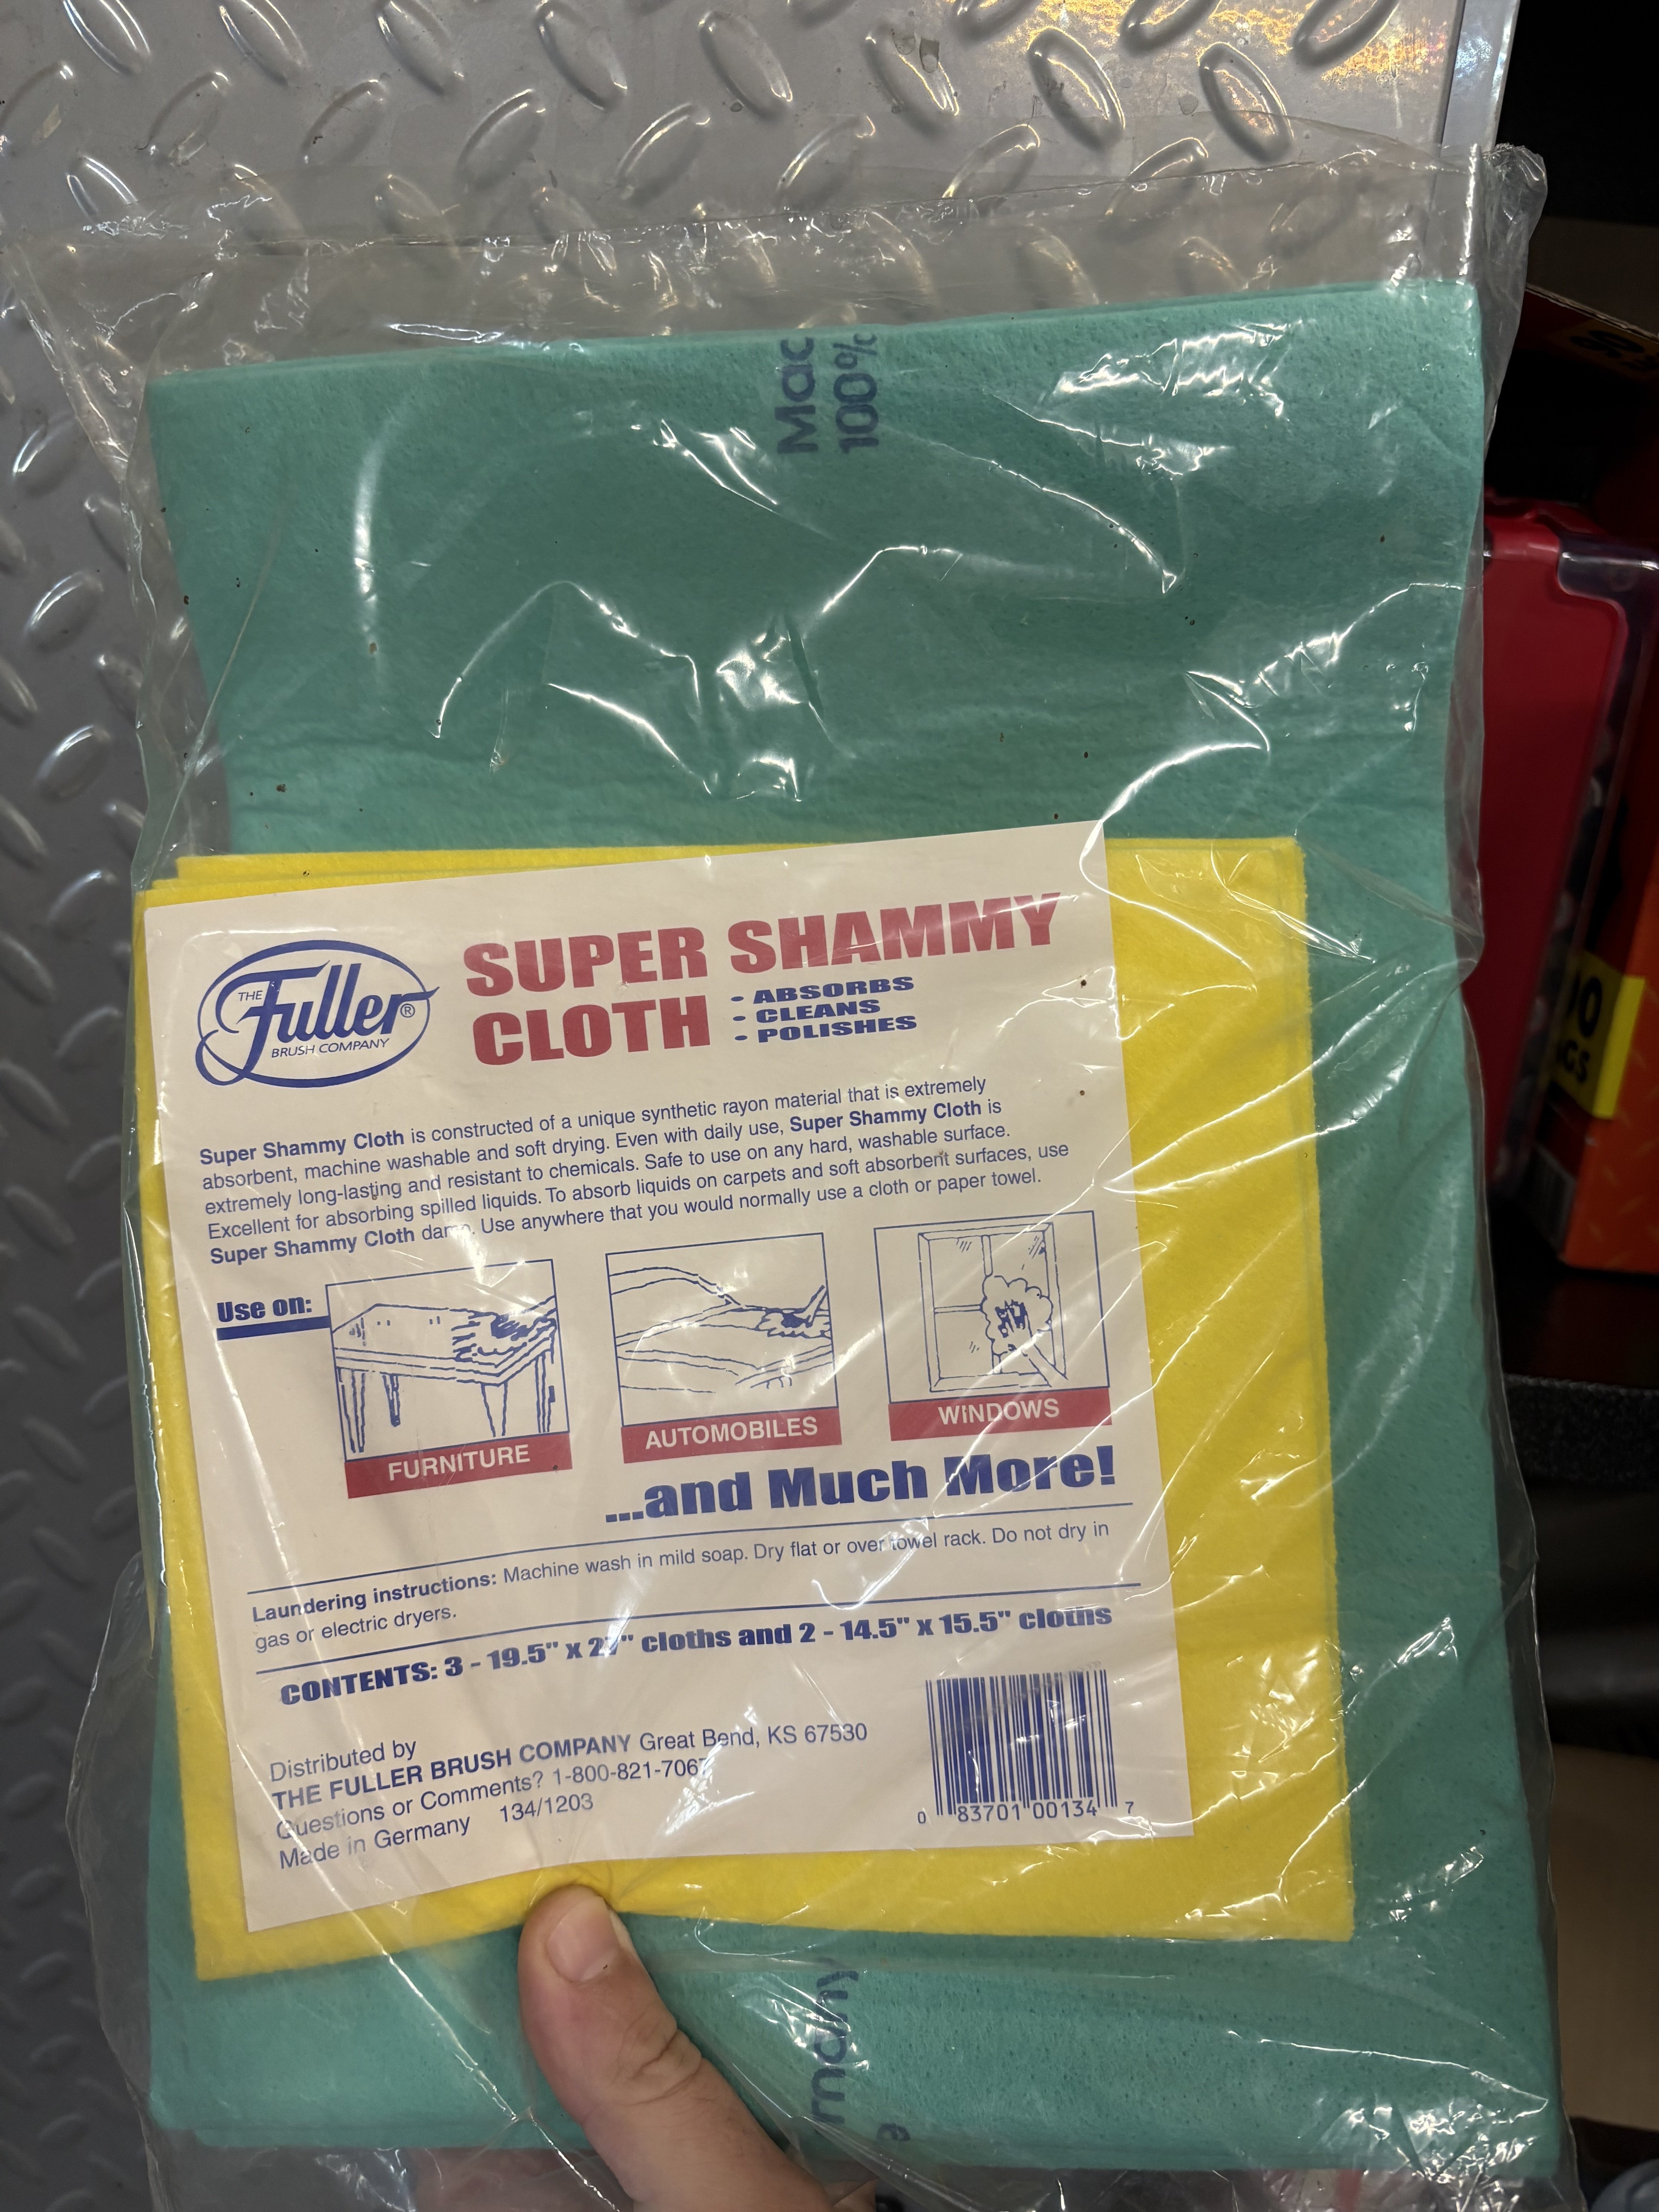 Mac
100%
THE
Fuller®
BRUSH COMPANY
SUPER SHAMMY
CLOTH
- ABSORBS
- CLEANS
- POLISHES
Super Shammy Cloth is constructed of a unique synthetic rayon material that is extremely
absorbent, machine washable and soft drying. Even with daily use, Super Shammy Cloth is
extremely long-lasting and resistant to chemicals. Safe to use on any hard, washable surface.
Excellent for absorbing spilled liquids. To absorb liquids on carpets and soft absorbent surfaces, use
Super Shammy Cloth damp. Use anywhere that you would normally use a cloth or paper towel.
Use on:
FURNITURE
AUTOMOBILES
WINDOWS
...and Much More!
Laundering instructions: Machine wash in mild soap. Dry flat or over towel rack. Do not dry in
gas or electric dryers.
CONTENTS: 3 - 19.5" x 27" cloths and 2 - 14.5" x 15.5" cloths
Distributed by
THE FULLER BRUSH COMPANY Great Bend, KS 67530
Questions or Comments? 1-800-821-7067
Made in Germany 134/1203
0 83701 00134 7
rmany
e